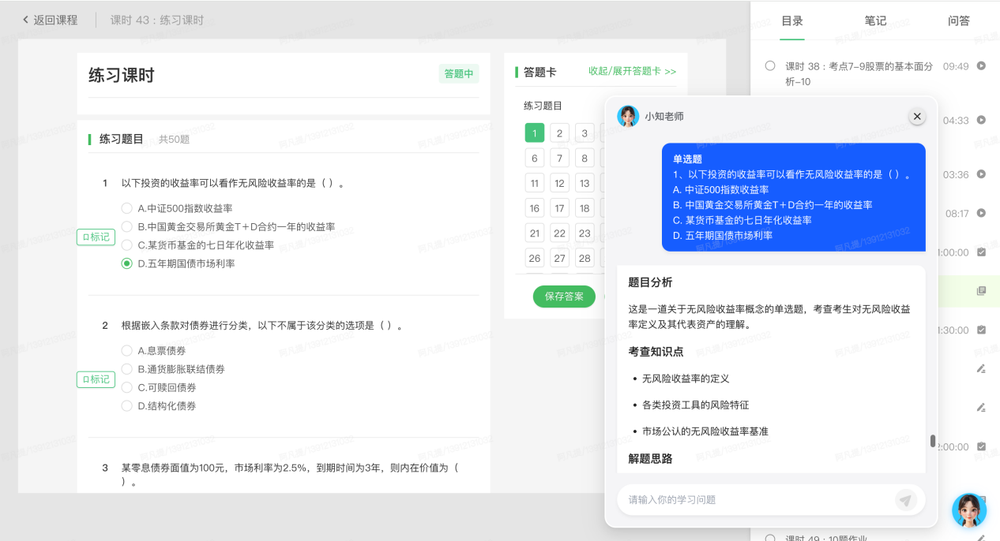 返回课程
课时 43：练习课时
练习课时
答题中
练习题目 共50题
1 以下投资的收益率可以看作无风险收益率的是（ ）。
A.中证500指数收益率
B.中国黄金交易所黄金T＋D合约一年的收益率
C.某货币基金的七日年化收益率
D.五年期国债市场利率
标记
2 根据嵌入条款对债券进行分类，以下不属于该分类的选项是（ ）。
A.息票债券
B.通货膨胀联结债券
C.可赎回债券
D.结构化债券
标记
3 某零息债券面值为100元，市场利率为2.5%，到期时间为3年，则内在价值为（
）。
答题卡
收起/展开答题卡 >>
练习题目
1 2 3
6 7 8
11 12 13
16 17 18
21 22 23
26 27 28
保存答案
小知老师
单选题
1、以下投资的收益率可以看作无风险收益率的是（ ）。
A. 中证500指数收益率
B. 中国黄金交易所黄金T＋D合约一年的收益率
C. 某货币基金的七日年化收益率
D. 五年期国债市场利率
题目分析
这是一道关于无风险收益率概念的单选题，考查考生对无风险收益
率定义及其代表资产的理解。
考查知识点
• 无风险收益率的定义
• 各类投资工具的风险特征
• 市场公认的无风险收益率基准
解题思路
请输入你的学习问题
目录
笔记
问答
课时 38：考点7-9股票的基本面分
析-10
09:49
04:33
03:36
08:17
1:00:00
1:30:00
2:00:00
课时 49：10题作业